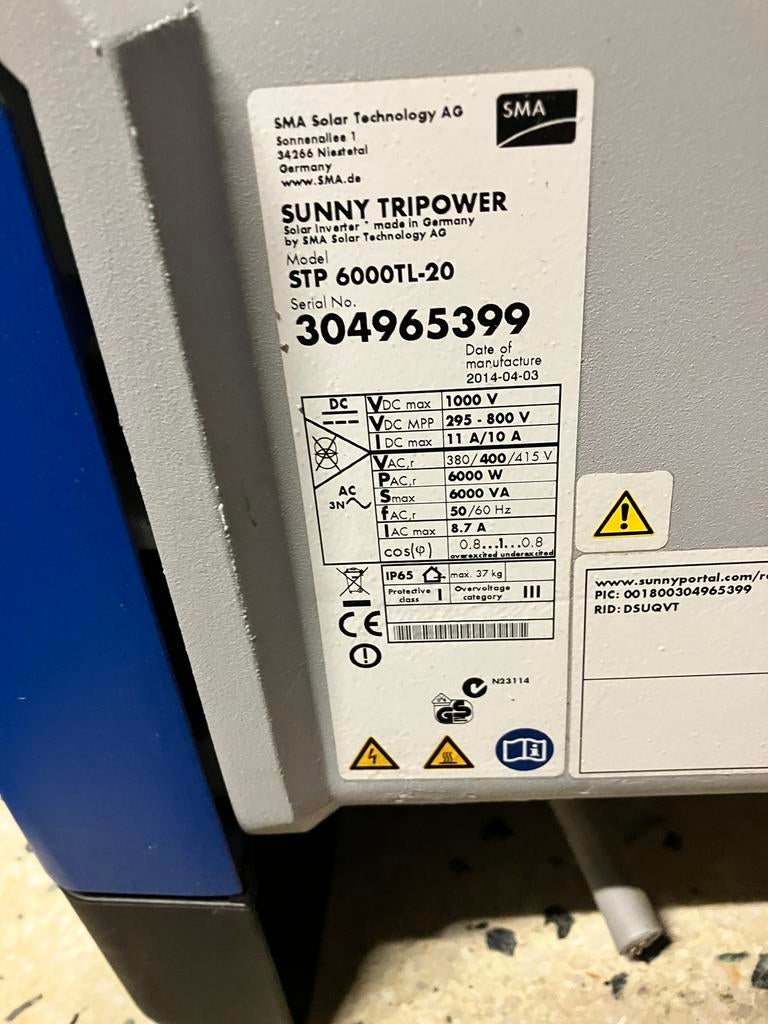 SMA Solar Technology AG
Sonnenallee 1
34266 Niestetal
Germany
www.SMA.de
SMA
SUNNY TRIPOWER
Solar Inverter * made in Germany
by SMA Solar Technology AG
Model
STP 6000TL-20
Serial No.
304965399
Date of
manufacture
2014-04-03
DC
VDC max 1000 V
VDC MPP 295 - 800 V
IDC max 11 A/10 A
AC
3N
VAC,r 380/400/415 V
PAC,r 6000 W
Smax 6000 VA
fAC,r 50/60 Hz
IAC max 8.7 A
cos(φ) 0.8...1...0.8
overexcited underexcited
IP65 max. 37 kg
Protective class I Overvoltage category III
CE
N23114
GS
www.sunnyportal.com/
PIC: 001800304965399
RID: DSUQVT